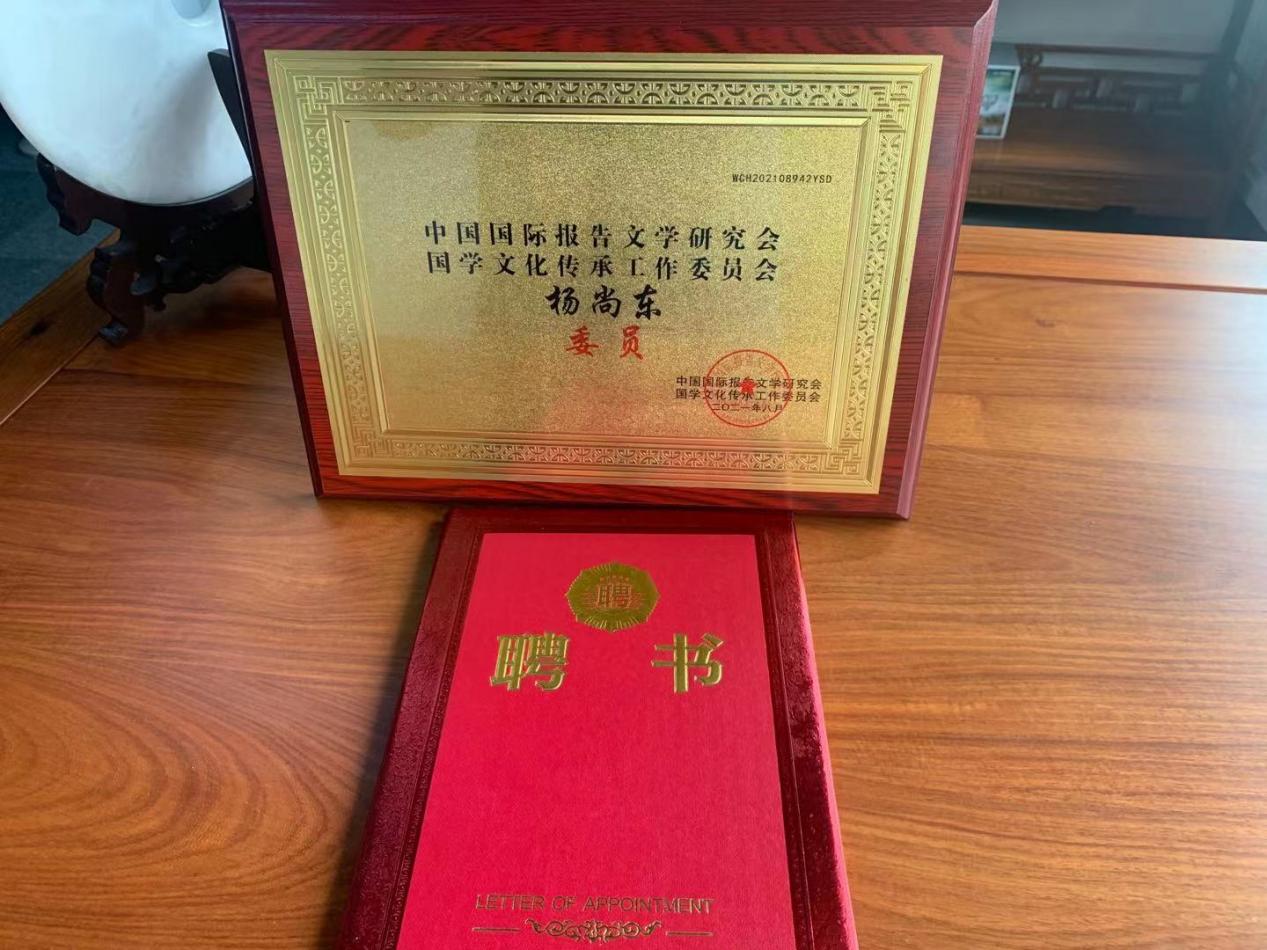 WCH202108942YSD
中国国际报告文学研究会
国学文化传承工作委员会
杨尚东
委员
中国国际报告文学研究会
国学文化传承工作委员会
二〇二一年八月
聘
聘书
LETTER OF APPOINTMENT